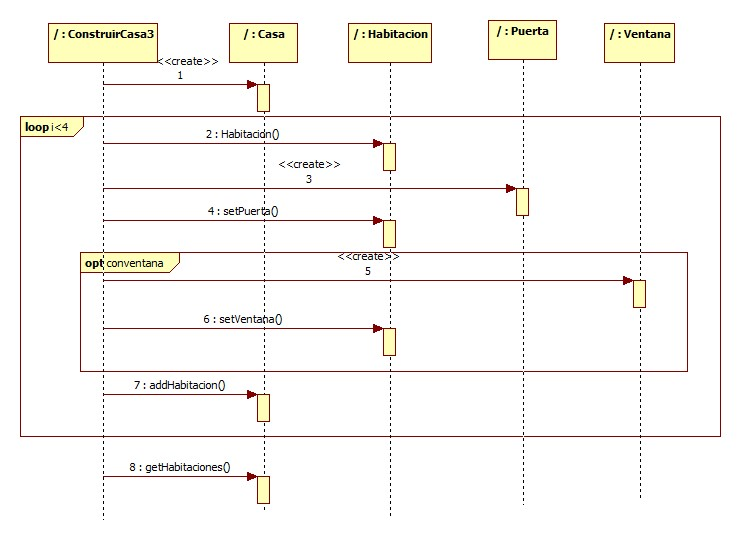 / : ConstruirCasa3
/ : Casa
/ : Habitacion
/ : Puerta
/ : Ventana
<<create>>
1
loop i<4
2 : Habitacion()
<<create>>
3
4 : setPuerta()
opt conventana
<<create>>
5
6 : setVentana()
7 : addHabitacion()
8 : getHabitaciones()